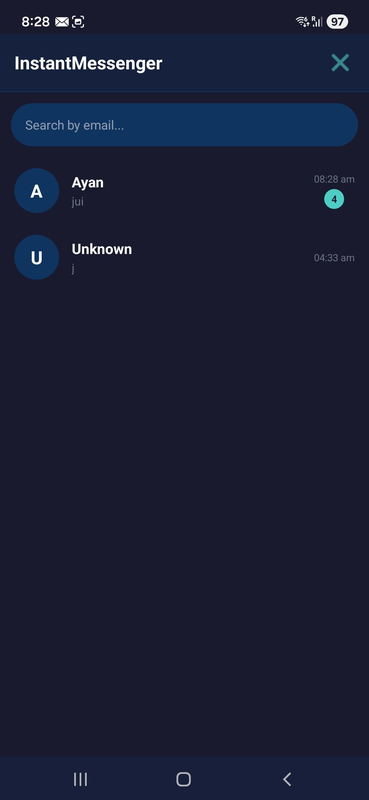 8:28
97
InstantMessenger
Search by email...
A
Ayan
08:28 am
jui
4
U
Unknown
04:33 am
j